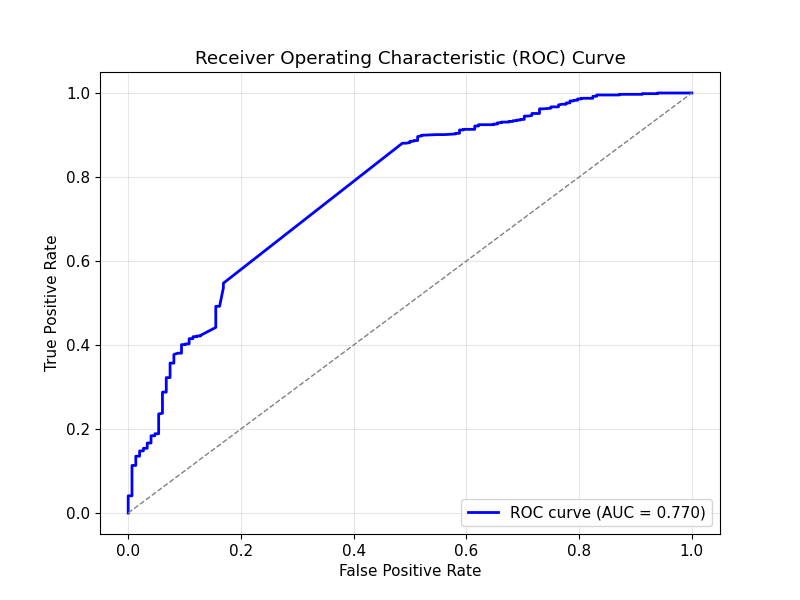 Receiver Operating Characteristic (ROC) Curve
1.0
0.8
0.6
0.4
0.2
0.0
True Positive Rate
ROC curve (AUC = 0.770)
0.0 0.2 0.4 0.6 0.8 1.0
False Positive Rate